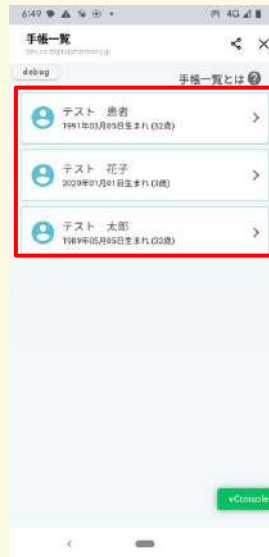 6:49
4G
手帳一覧
debug
手帳一覧とは
テスト 患者
1991年03月05日生まれ(32歳)
テスト 花子
2020年01月01日生まれ(3歳)
テスト 太郎
1989年05月05日生まれ(33歳)
vConsole